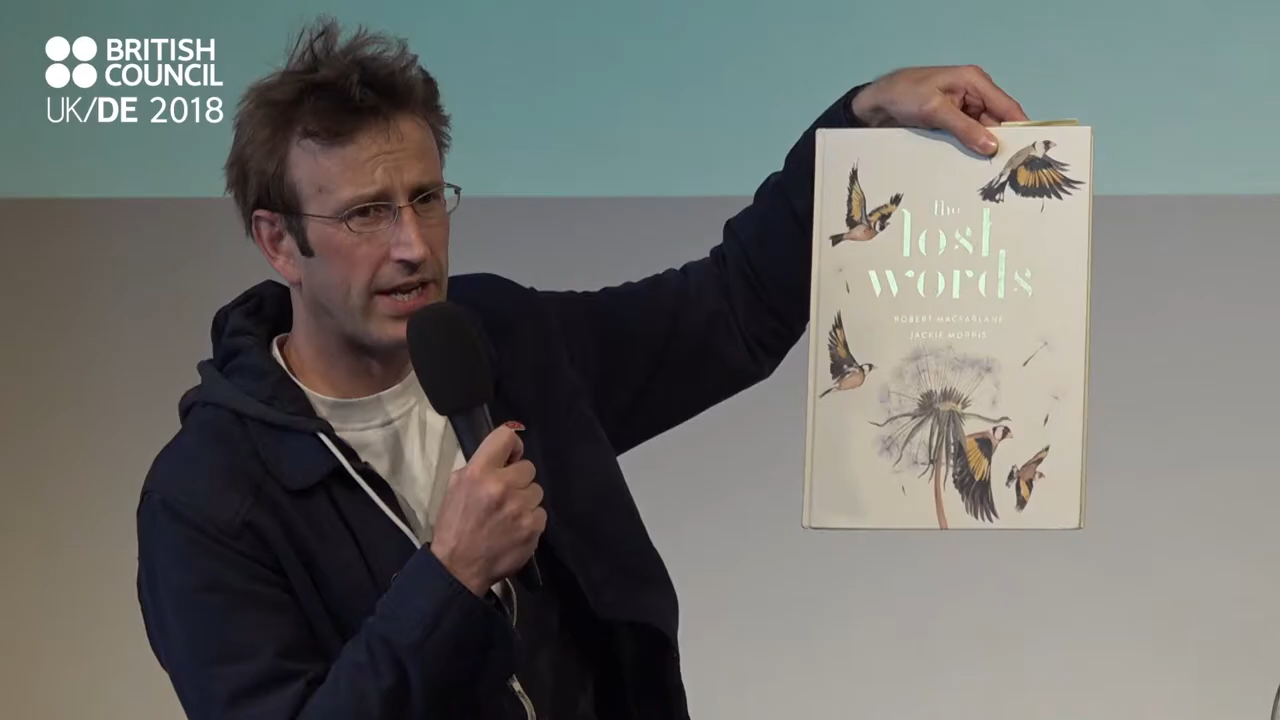 BRITISH
COUNCIL
UK/DE 2018
the
lost
words
ROBERT MACFARLANE
JACKIE MORRIS